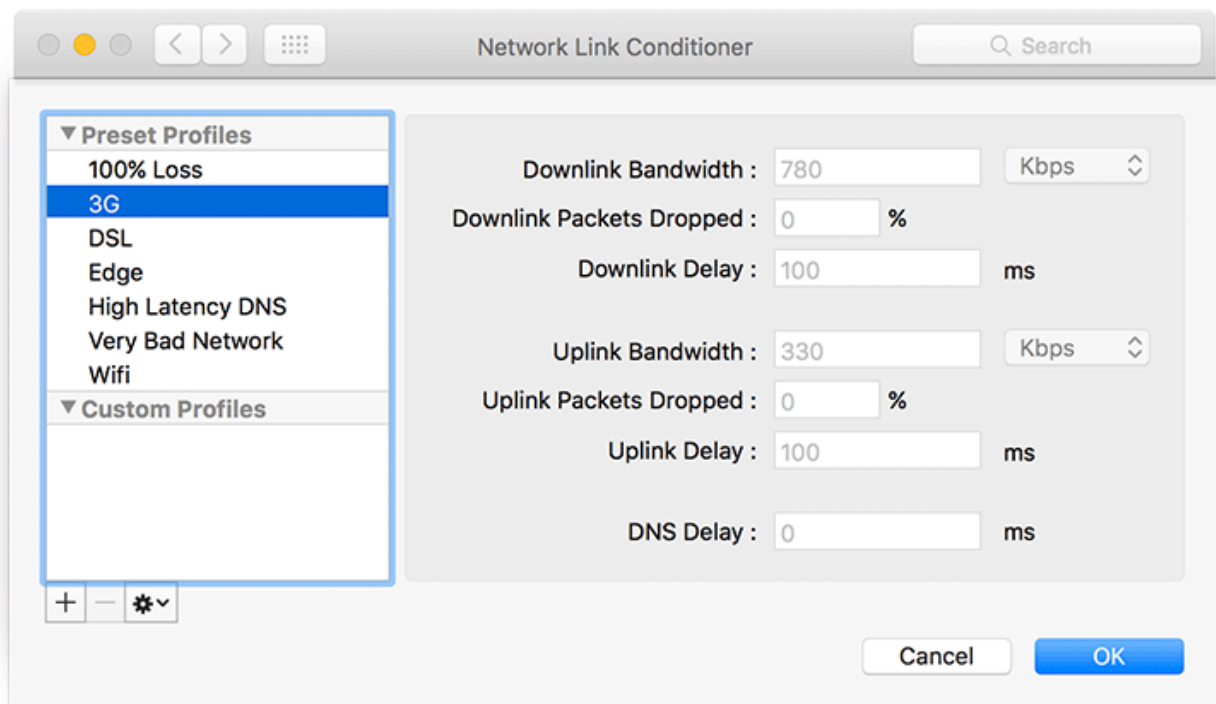 Network Link Conditioner
Search
Preset Profiles
100% Loss
3G
DSL
Edge
High Latency DNS
Very Bad Network
Wifi
Custom Profiles
Downlink Bandwidth : 780 Kbps
Downlink Packets Dropped : 0 %
Downlink Delay : 100 ms
Uplink Bandwidth : 330 Kbps
Uplink Packets Dropped : 0 %
Uplink Delay : 100 ms
DNS Delay : 0 ms
Cancel
OK